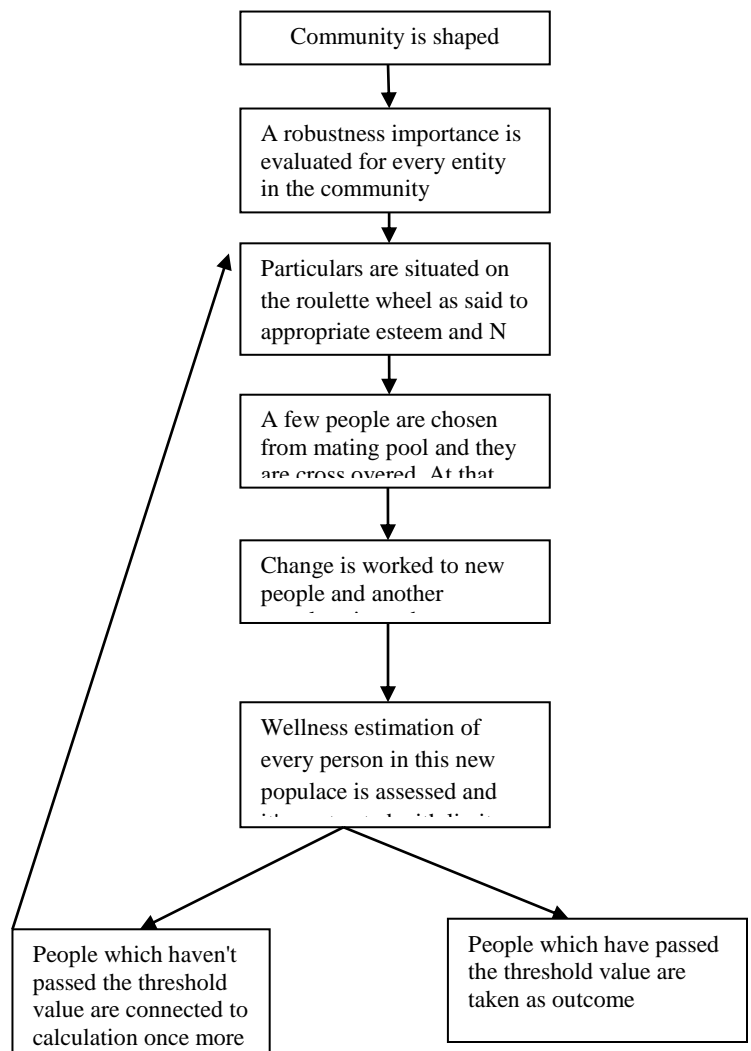 Community is shaped
A robustness importance is
evaluated for every entity
in the community
Particulars are situated on
the roulette wheel as said to
appropriate esteem and N
A few people are chosen
from mating pool and they
are cross overed. At that
Change is worked to new
people and another
Wellness estimation of
every person in this new
populace is assessed and
People which haven't
passed the threshold
value are connected to
calculation once more
People which have passed
the threshold value are
taken as outcome